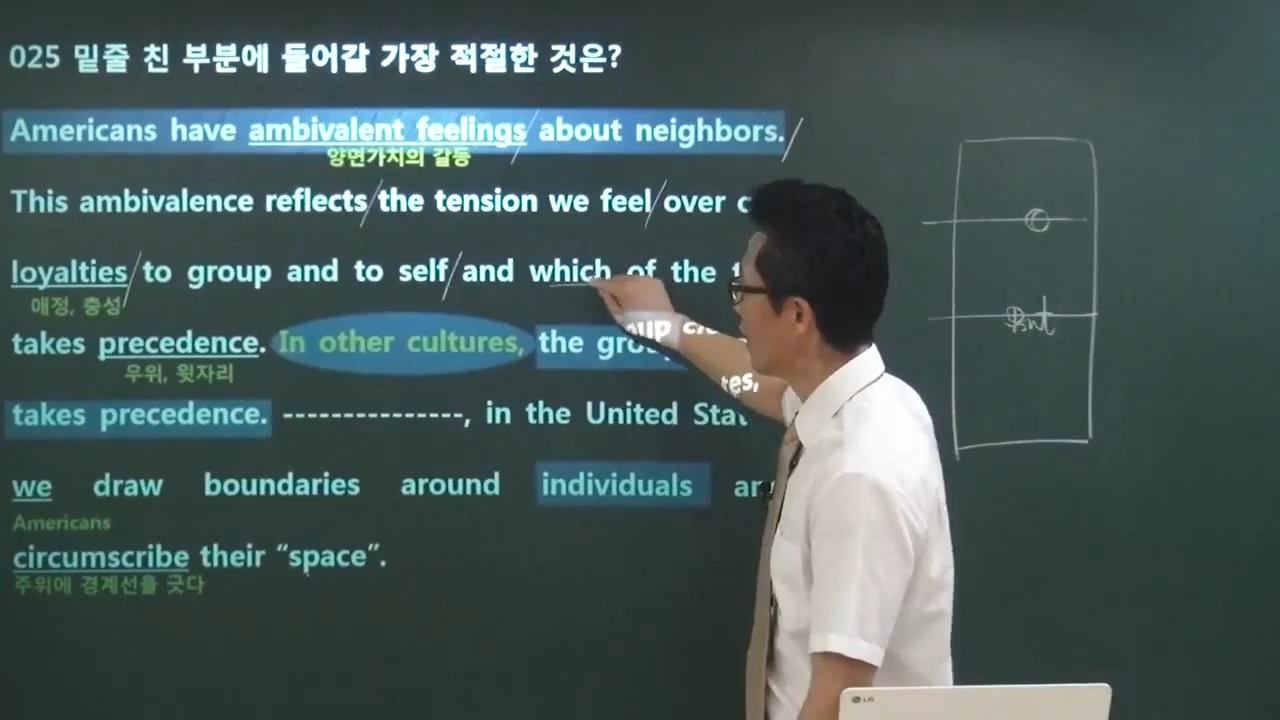 025 밑줄 친 부분에 들어갈 가장 적절한 것은?
Americans have ambivalent feelings about neighbors.
양면가치의 갈등
This ambivalence reflects the tension we feel over
loyalties to group and to self and which of the
애정, 충성
takes precedence. In other cultures, the group
우위, 윗자리
takes precedence. ---------------, in the United States,
we draw boundaries around individuals
Americans
circumscribe their “space”.
주위에 경계선을 긋다
But
LG